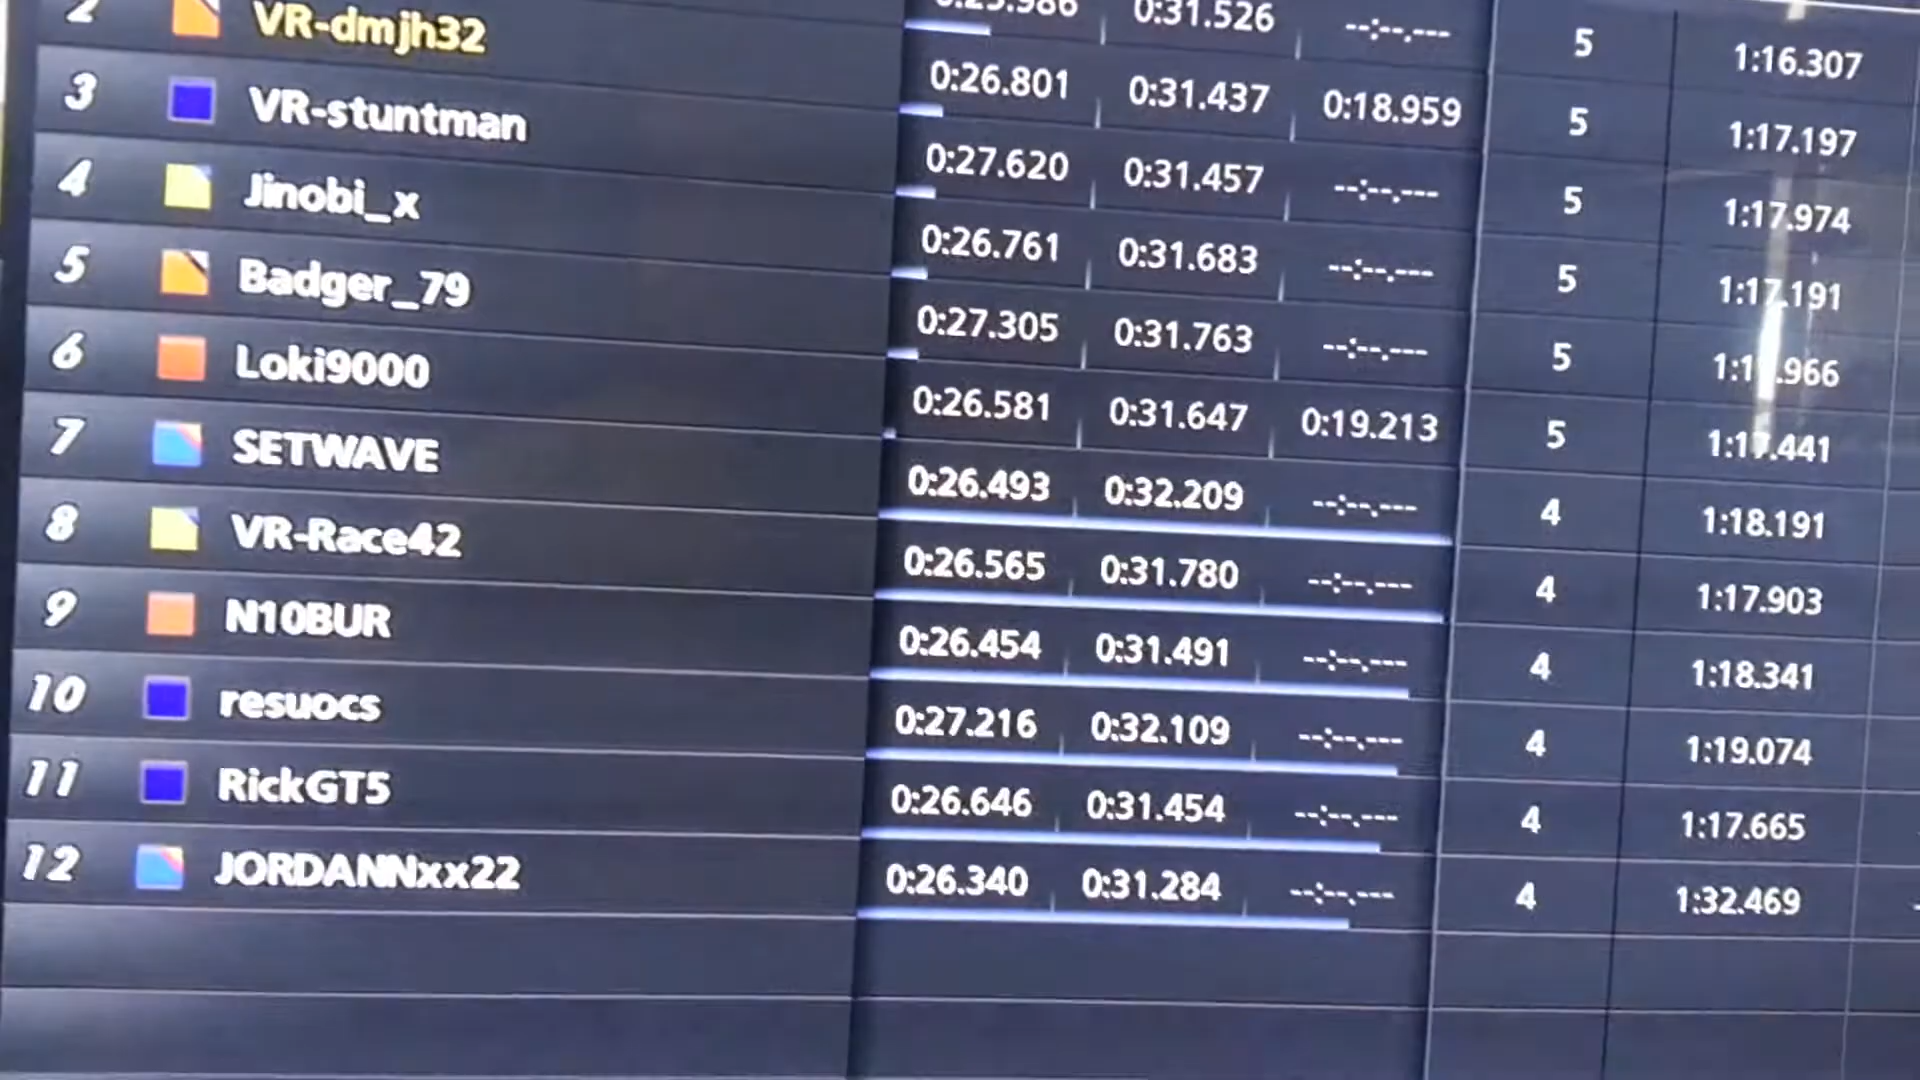 0:31.526 --:--.--- 5 1:16.307
2 VR-dmjh32 0:26.801 0:31.437 0:18.959 5 1:17.197
3 VR-stuntman 0:27.620 0:31.457 --:--.--- 5 1:17.974
4 Jinobi_x 0:26.761 0:31.683 --:--.--- 5 1:17.191
5 Badger_79 0:27.305 0:31.763 --:--.--- 5
6 Loki9000 0:26.581 0:31.647 0:19.213 5 1:17.441
7 SETWAVE 0:26.493 0:32.209 --:--.--- 4 1:18.191
8 VR-Race42 0:26.565 0:31.780 --:--.--- 4 1:17.903
9 N10BUR 0:26.454 0:31.491 --:--.--- 4 1:18.341
10 resuocs 0:27.216 0:32.109 --:--.--- 4 1:19.074
11 RickGT5 0:26.646 0:31.454 --:--.--- 4 1:17.665
12 JORDANNxx22 0:26.340 0:31.284 --:--.--- 4 1:32.469